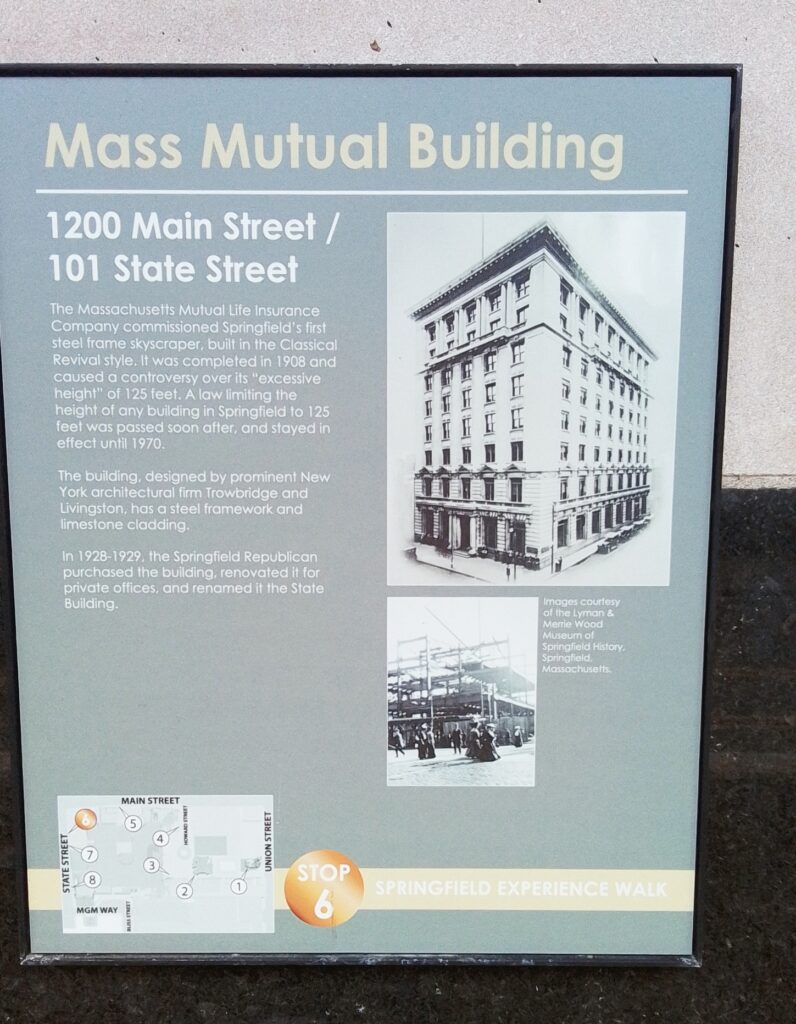 Mass Mutual Building
1200 Main Street /
101 State Street
The Massachusetts Mutual Life Insurance
Company commissioned Springfield's first
steel frame skyscraper, built in the Classical
Revival style. It was completed in 1908 and
caused a controversy over its "excessive
height" of 125 feet. A law limiting the
height of any building in Springfield to 125
feet was passed soon after, and stayed in
effect until 1970.
The building, designed by prominent New
York architectural firm Trowbridge and
Livingston, has a steel framework and
limestone cladding.
In 1928-1929, the Springfield Republican
purchased the building, renovated it for
private offices, and renamed it the State
Building.
Images courtesy
of the Lyman &
Merrie Wood
Museum of
Springfield History,
Springfield,
Massachusetts.
MAIN STREET
6
5
4
HOWARD STREET
UNION STREET
STATE STREET
7
3
8
2
1
MGM WAY
BLISS STREET
STOP
6
SPRINGFIELD EXPERIENCE WALK